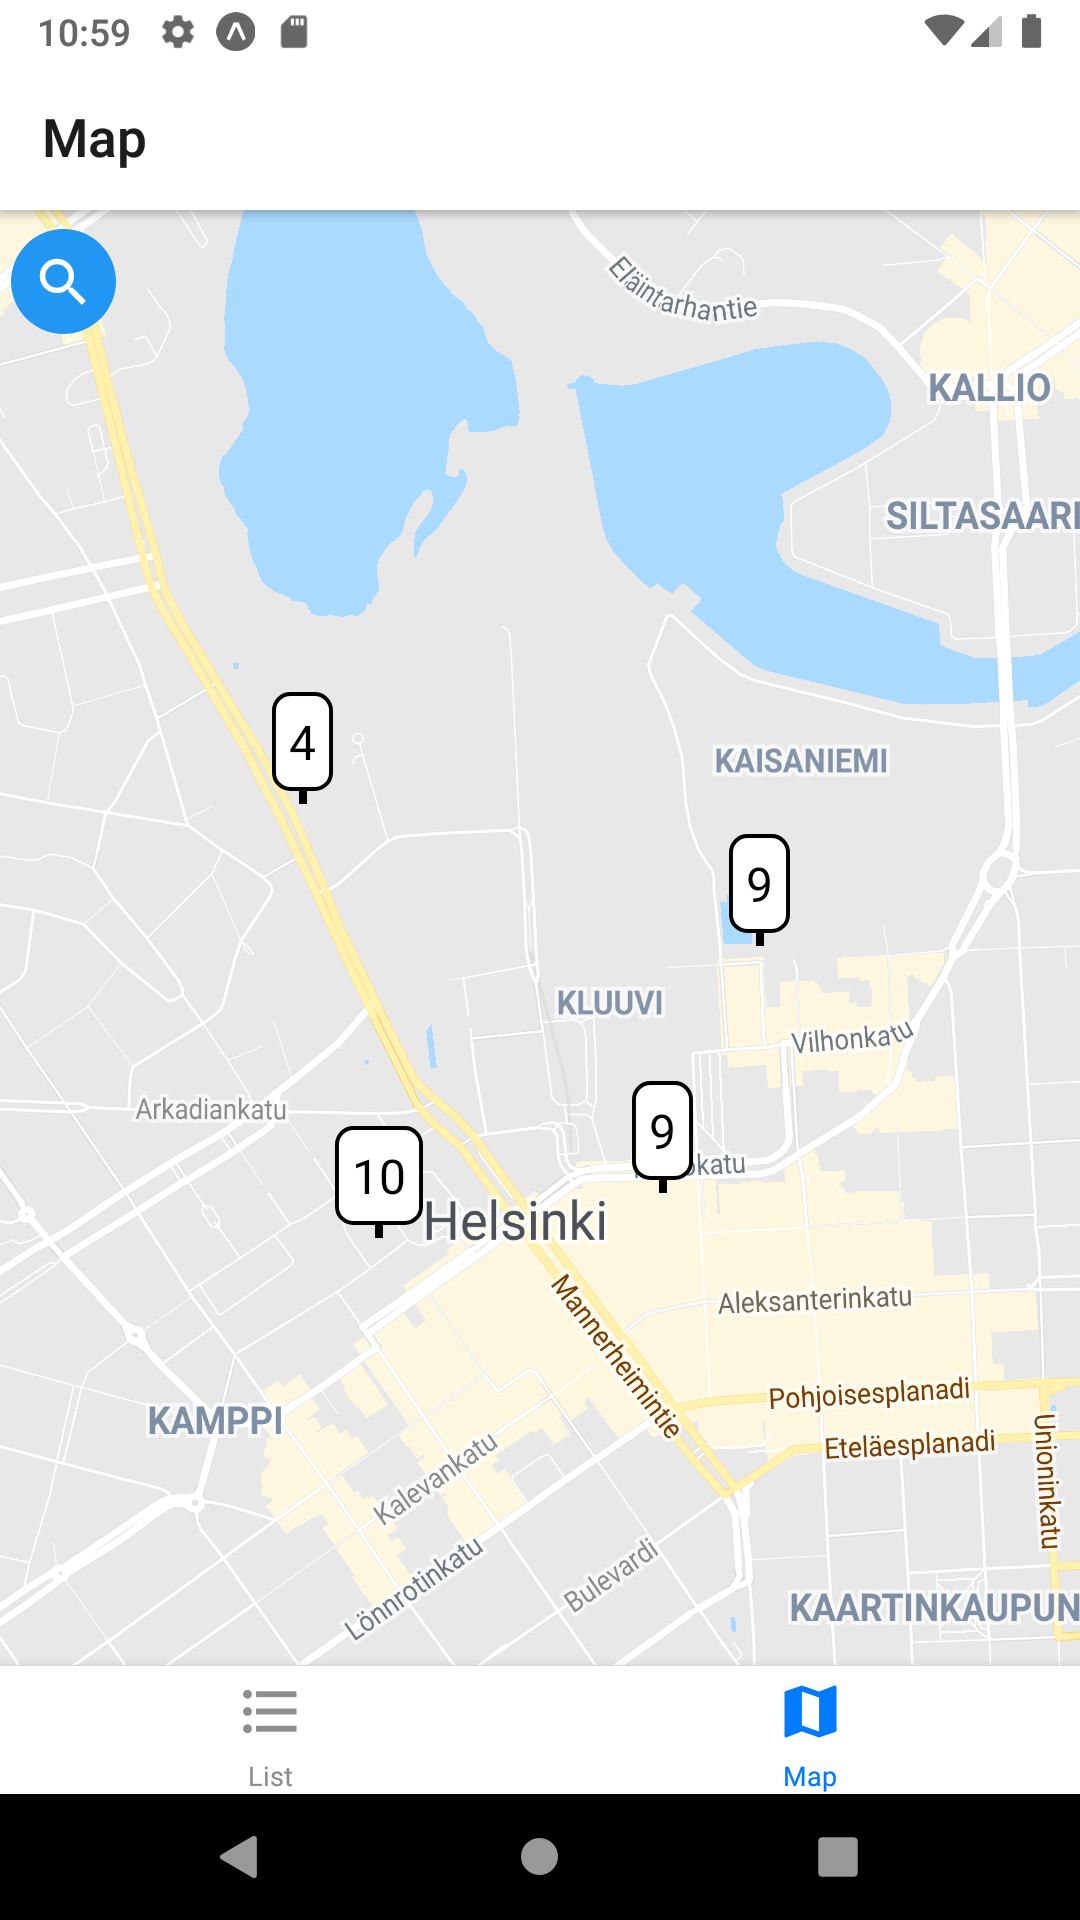 10:59
Map
Eläintarhantie
KALLIO
SILTASAARI
4
KAISANIEMI
9
KLUUVI
Vilhonkatu
Arkadiankatu
9
katu
10
Helsinki
Aleksanterinkatu
Mannerheimintie
Pohjoisesplanadi
KAMPPI
Eteläesplanadi
Unioninkatu
Kalevankatu
Lönnrotinkatu
Bulevardi
KAARTINKAUPUN
List
Map